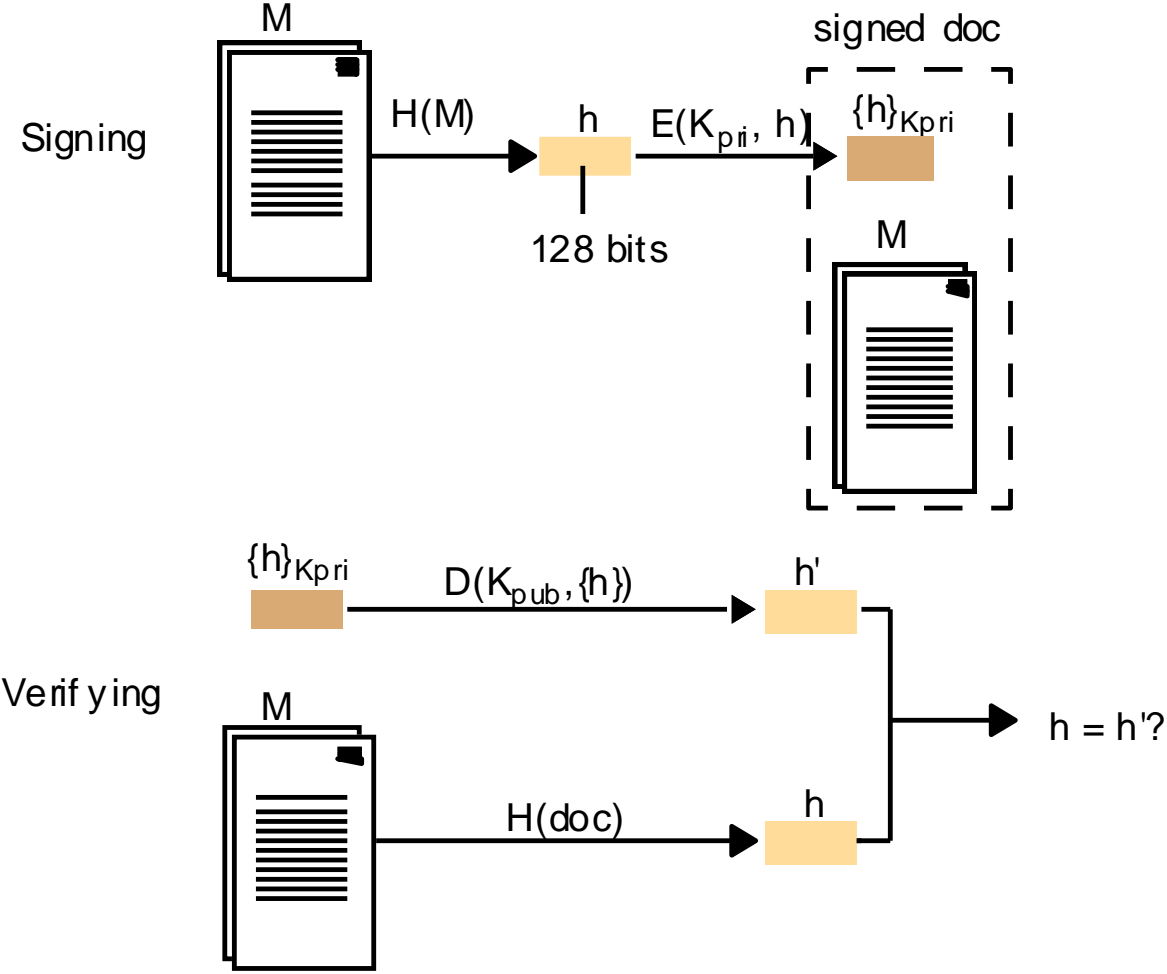 M
signed doc
Signing
H(M)
h
E(Kpri, h)
{h}Kpri
128 bits
M
{h}Kpri
D(Kpub,{h})
h'
Verifying
M
h = h'?
H(doc)
h